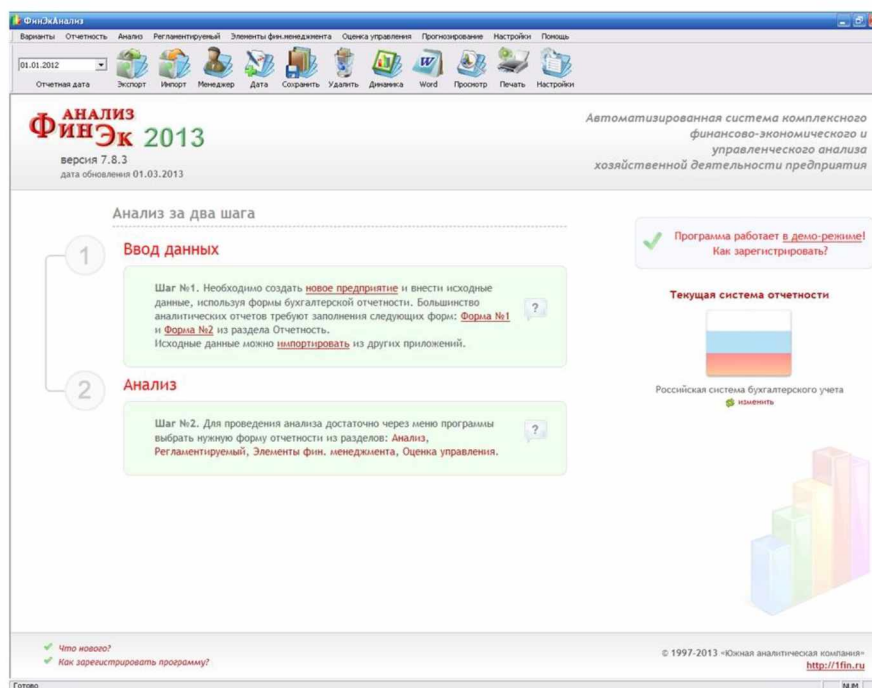 ФинЭкАнализ
Варианты Отчетность Анализ Регламентируемый Элементы фин.менеджмента Оценка управления Прогнозирование Настройки Помощь
01.01.2012
Отчетная дата Экспорт Импорт Менеджер Дата Сохранить Удалить Динамика Word Просмотр Печать Настройки
АНАЛИЗ
ФинЭк 2013
версия 7.8.3
дата обновления 01.03.2013
Автоматизированная система комплексного
финансово-экономического и
управленческого анализа
хозяйственной деятельности предприятия
Анализ за два шага
1
Ввод данных
Шаг №1. Необходимо создать новое предприятие и внести исходные
данные, используя формы бухгалтерской отчетности. Большинство
аналитических отчетов требуют заполнения следующих форм: Форма №1
и Форма №2 из раздела Отчетность.
Исходные данные можно импортировать из других приложений.
?
2
Анализ
Шаг №2. Для проведения анализа достаточно через меню программы
выбрать нужную форму отчетности из разделов: Анализ,
Регламентируемый, Элементы фин. менеджмента, Оценка управления.
?
Программа работает в демо-режиме!
Как зарегистрировать?
Текущая система отчетности
Российская система бухгалтерского учета
изменить
Что нового?
Как зарегистрировать программу?
© 1997-2013 «Южная аналитическая компания»
http://1fin.ru
Готово
NUM